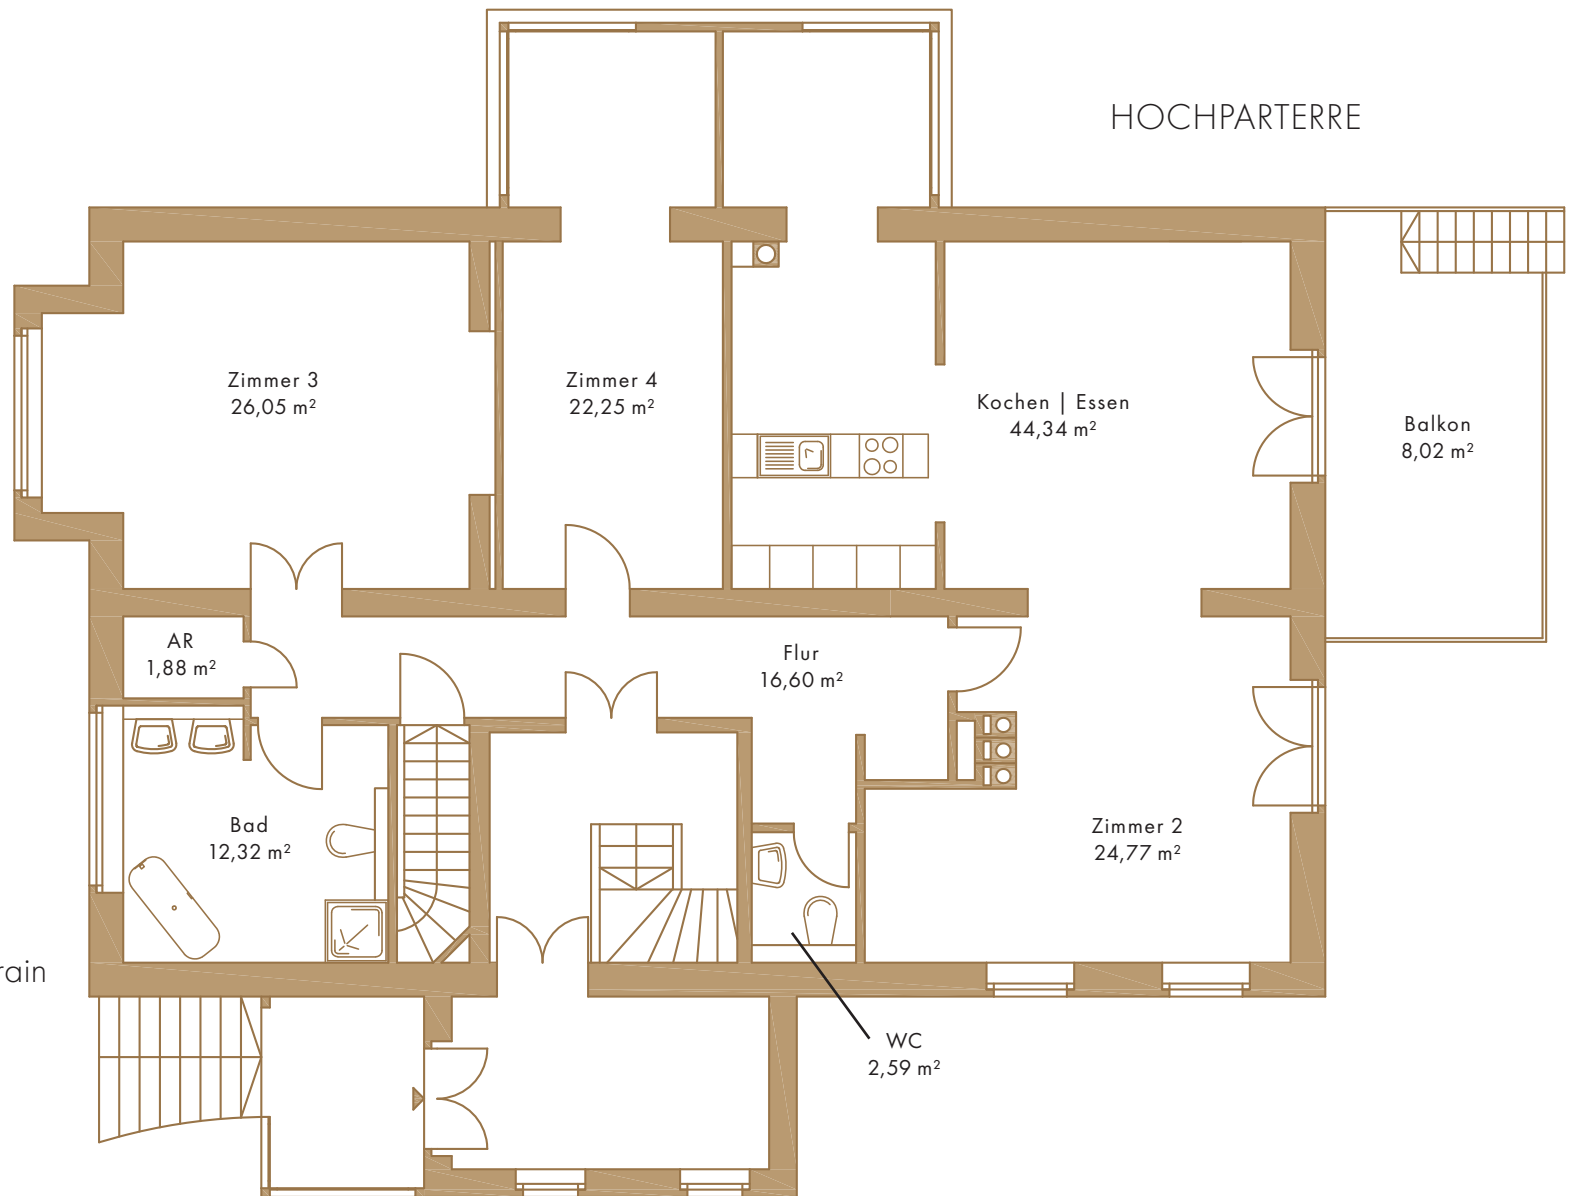 HOCHPARTERRE
Zimmer 3
26,05 m²
Zimmer 4
22,25 m²
Kochen | Essen
44,34 m²
Balkon
8,02 m²
AR
1,88 m²
Flur
16,60 m²
Bad
12,32 m²
Zimmer 2
24,77 m²
rain
WC
2,59 m²